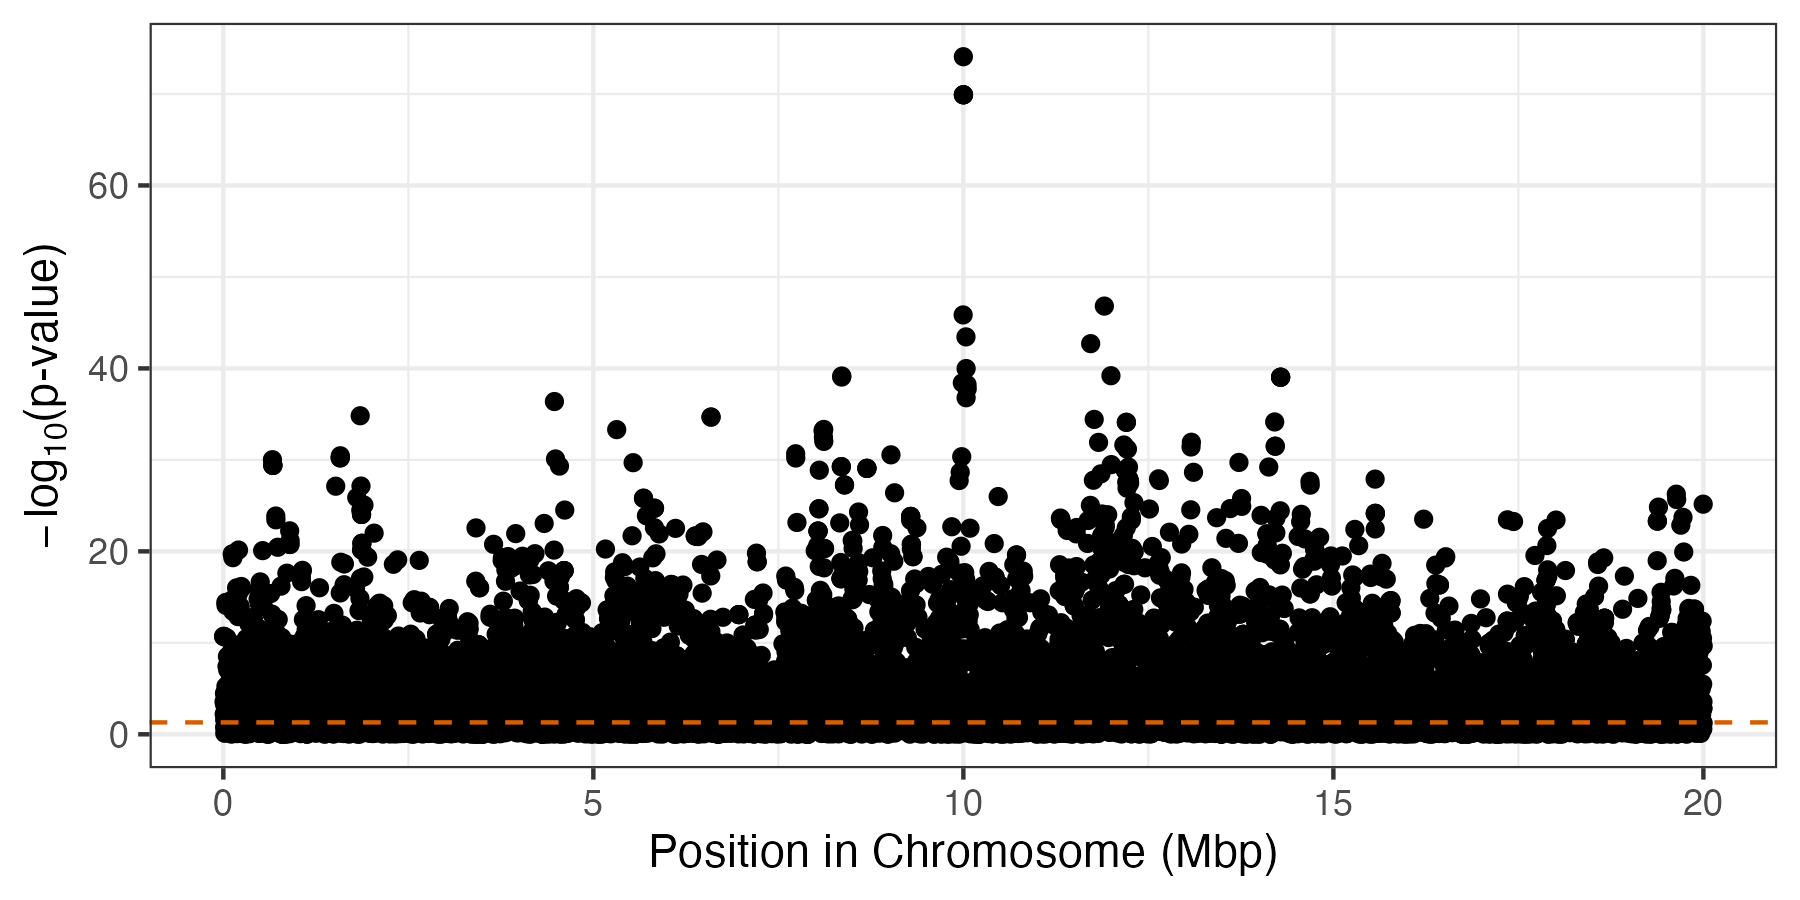 −log₁₀(p-value)
60
40
20
0
0 5 10 15 20
Position in Chromosome (Mbp)